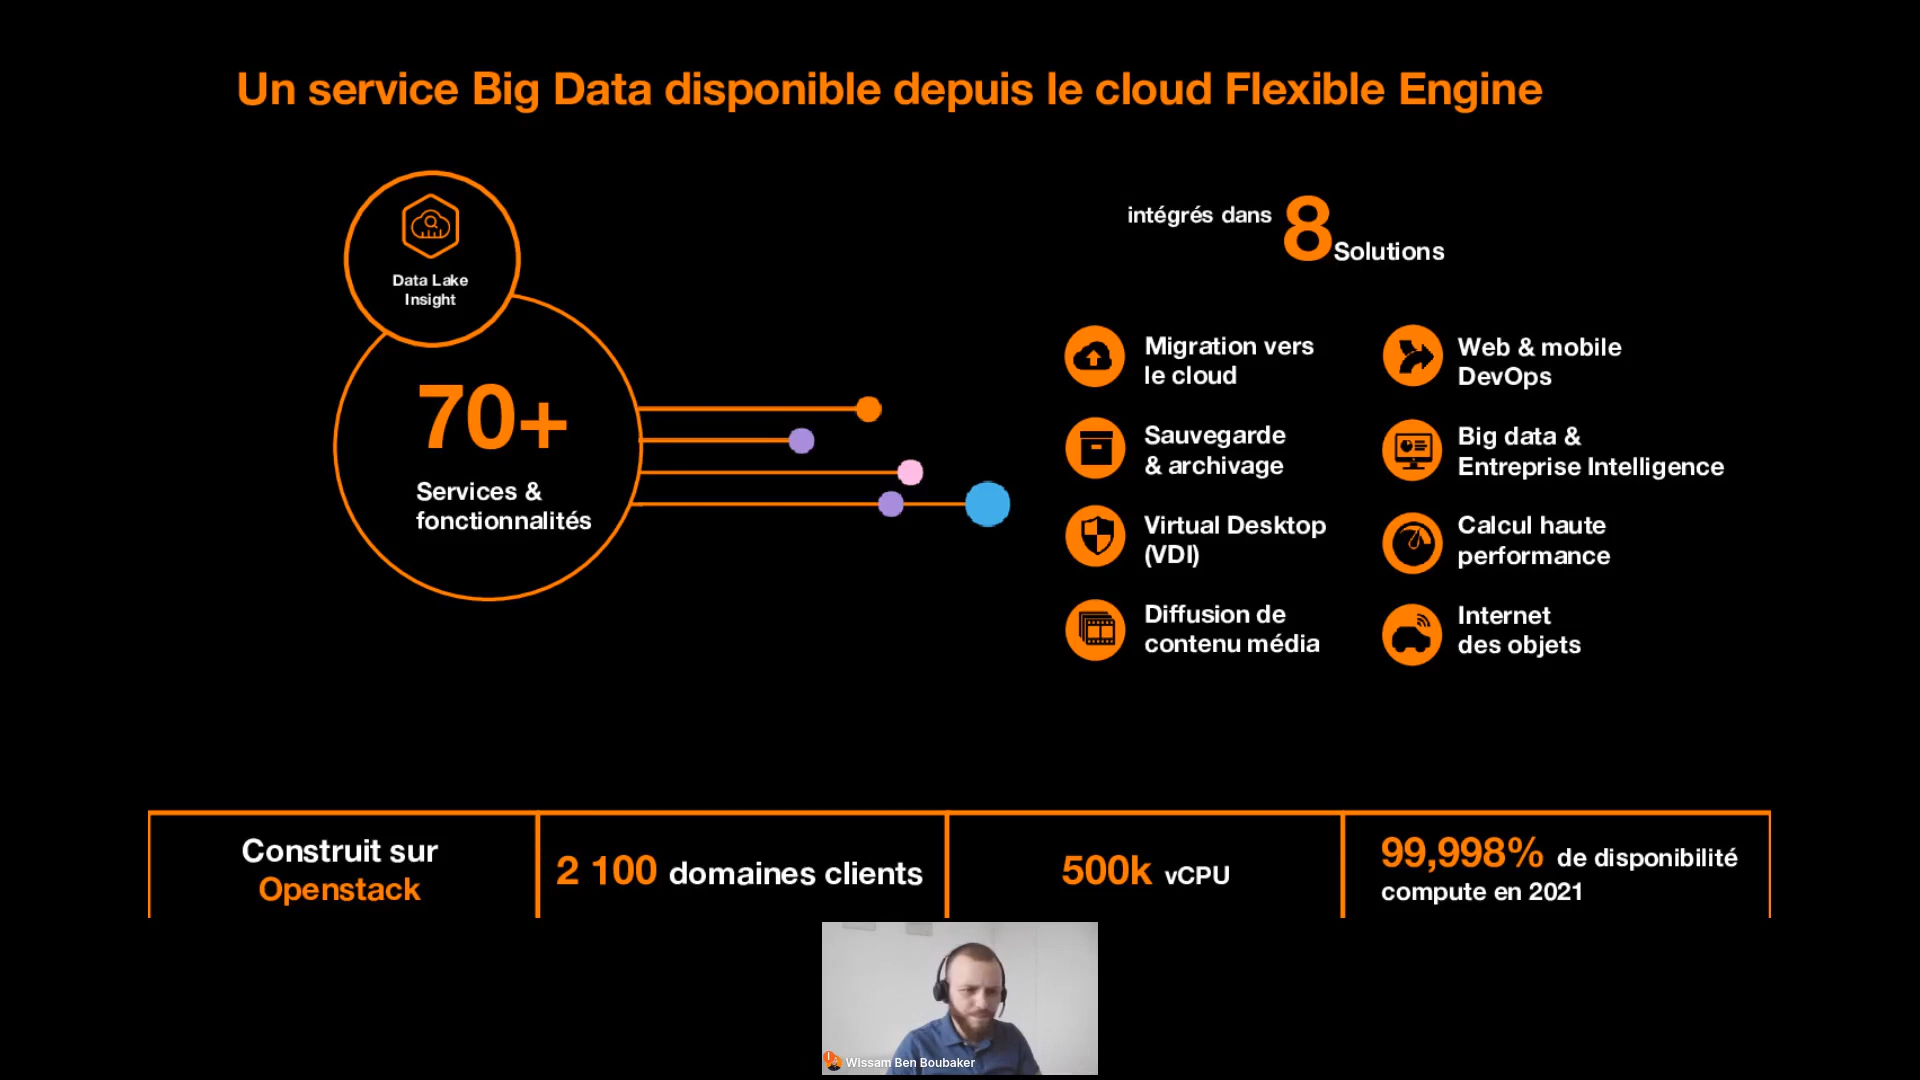 Un service Big Data disponible depuis le cloud Flexible Engine
Data Lake
Insight
70+
Services &
fonctionnalités
intégrés dans 8 Solutions
Migration vers
le cloud
Sauvegarde
& archivage
Virtual Desktop
(VDI)
Diffusion de
contenu média
Web & mobile
DevOps
Big data &
Entreprise Intelligence
Calcul haute
performance
Internet
des objets
Construit sur
Openstack
2 100 domaines clients
500k vCPU
99,998% de disponibilité
compute en 2021
Wissam Ben Boubaker